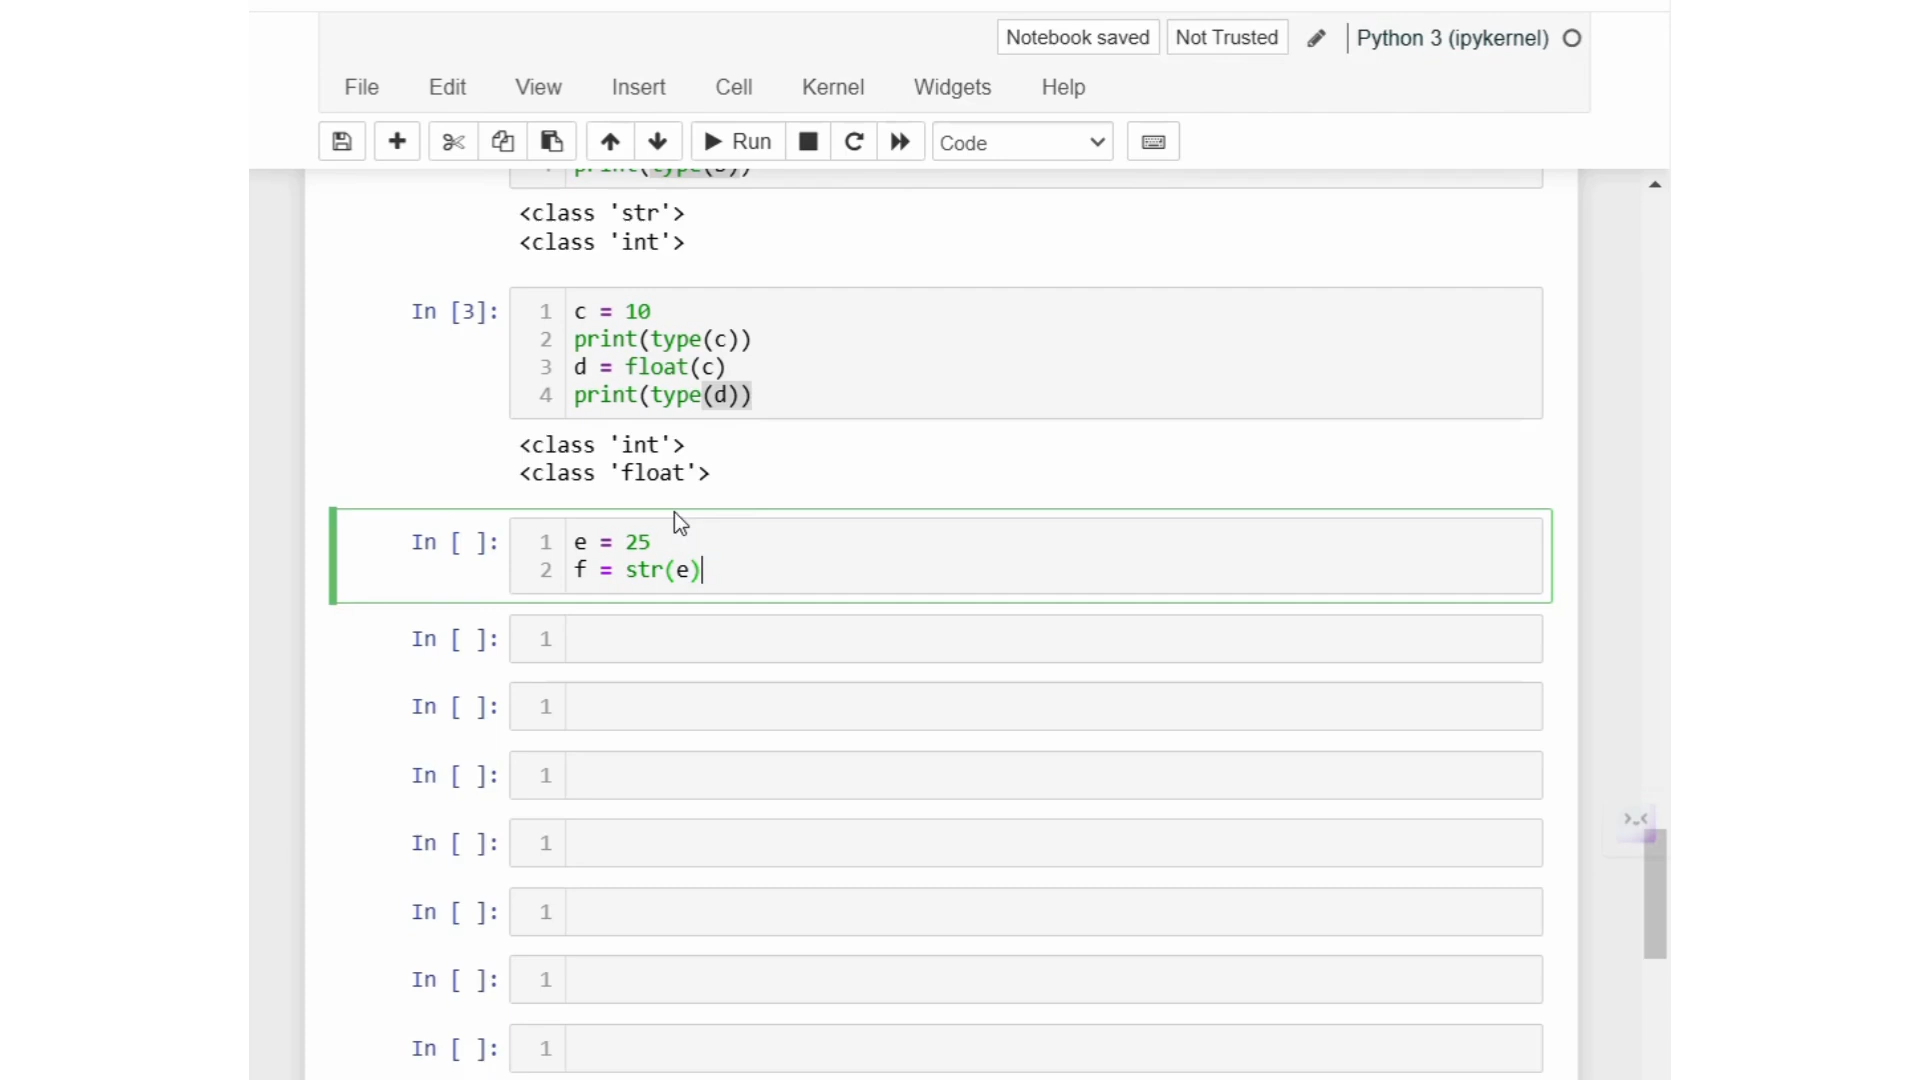 Notebook saved Not Trusted Python 3 (ipykernel)
File Edit View Insert Cell Kernel Widgets Help
Run Code
<class 'str'>
<class 'int'>
In [3]: 1 c = 10
2 print(type(c))
3 d = float(c)
4 print(type(d))
<class 'int'>
<class 'float'>
In [ ]: 1 e = 25
2 f = str(e)
In [ ]: 1
In [ ]: 1
In [ ]: 1
In [ ]: 1
In [ ]: 1
In [ ]: 1
In [ ]: 1